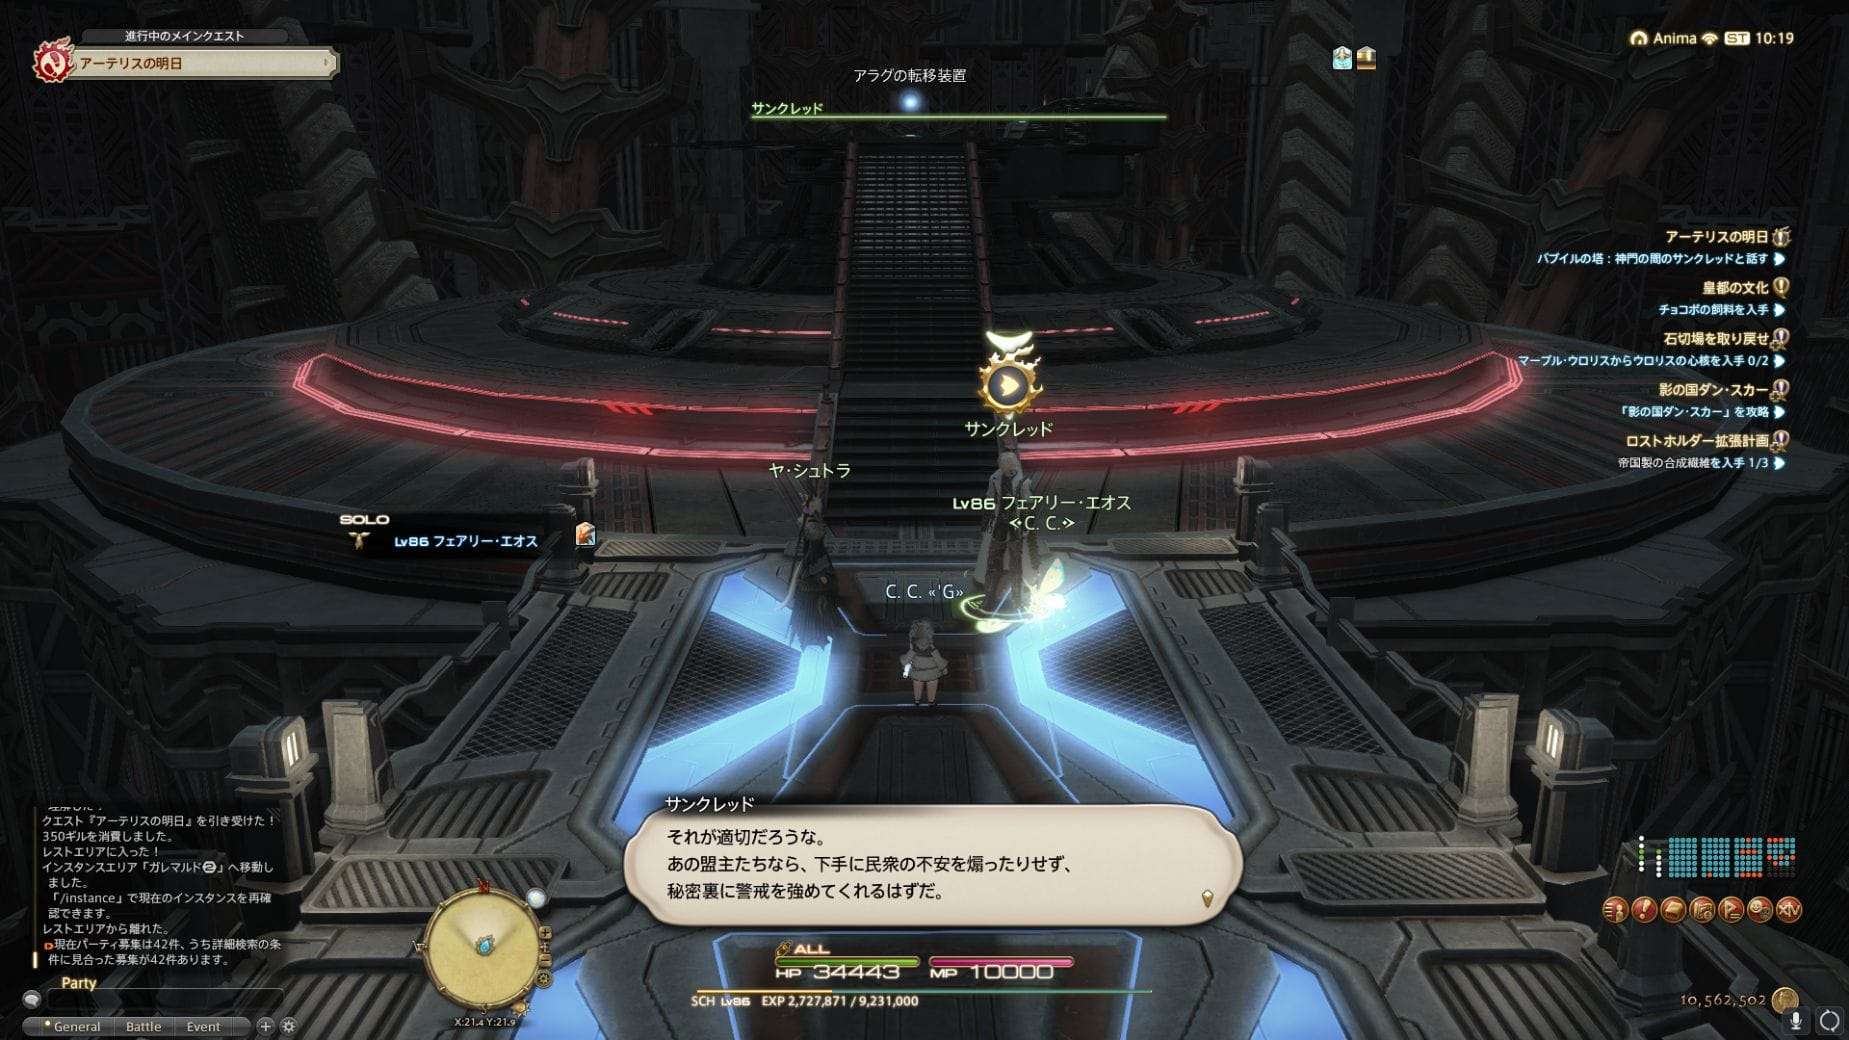 進行中のメインクエスト
アーテリスの明日
Anima ST 10:19
アラグの転移装置
サンクレッド
アーテリスの明日
バブイルの塔：神門の間のサンクレッドと話す
皇都の文化
チョコボの飼料を入手
石切場を取り戻せ
マーブル・ウロリスからウロリスの心核を入手 0/2
影の国ダン・スカー
「影の国ダン・スカー」を攻略
ロストホルダー拡張計画
帝国製の合成繊維を入手 1/3
サンクレッド
ヤ・シュトラ
Lv86 フェアリー・エオス
«C. C.»
SOLO
Lv86 フェアリー・エオス
C. C. «'G»
サンクレッド
それが適切だろうな。
あの盟主たちなら、下手に民衆の不安を煽ったりせず、
秘密裏に警戒を強めてくれるはずだ。
クエスト『アーテリスの明日』を引き受けた！
350ギルを消費しました。
レストエリアに入った！
インスタンスエリア「ガレマルド2」へ移動し
ました。
「/instance」で現在のインスタンスを再確
認できます。
レストエリアから離れた。
現在パーティ募集は42件、うち詳細検索の条
件に見合った募集が42件あります。
Party
General Battle Event
X:21.4 Y:21.9
ALL
HP 34443 MP 10000
SCH Lv86 EXP 2,727,871 / 9,231,000
XIV
10,562,502